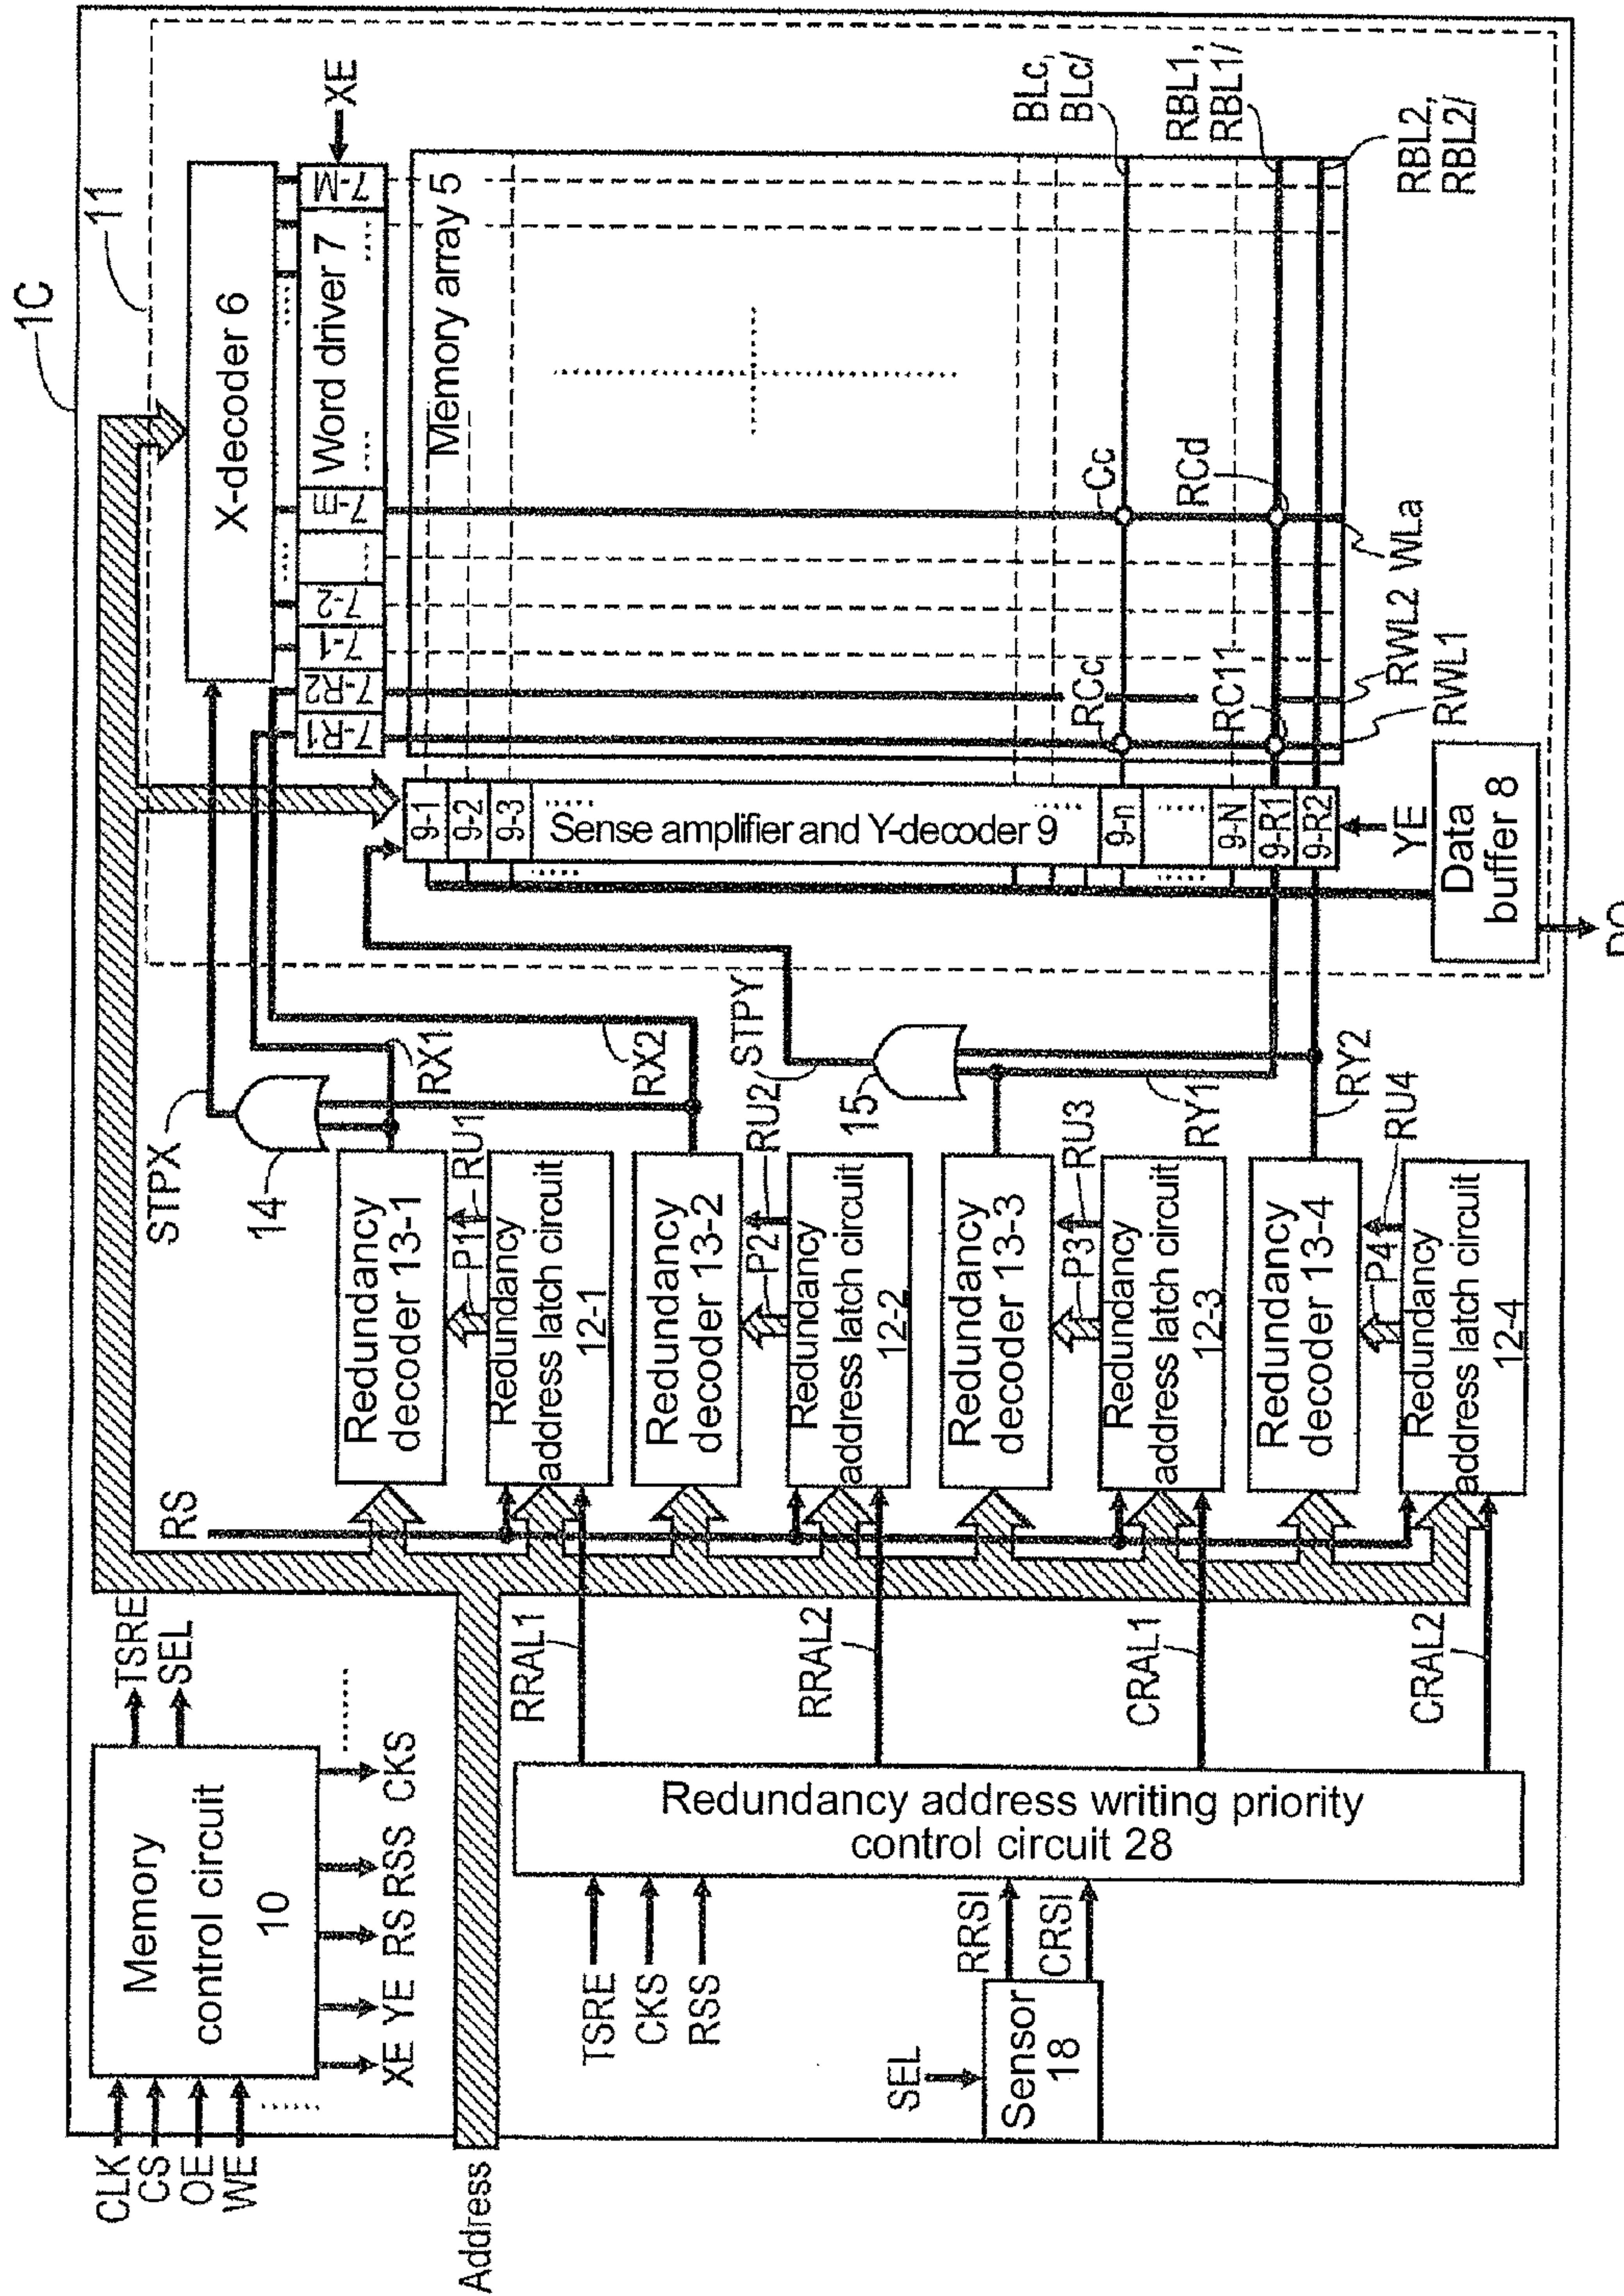 1C
11
CLK
CS
OE
WE
Memory
control circuit
10
TSRE
SEL
XE YE RS RSS CKS
Address
RS
STPX
14
RX1
RX2
X-decoder 6
XE
7-R1
7-R2
7-1
7-2
7-m
Word driver 7
7-M
Memory array 5
Redundancy
decoder 13-1
P1
RU1
Redundancy
address latch circuit
12-1
Redundancy
decoder 13-2
P2
RU2
Redundancy
address latch circuit
12-2
STPY
15
Redundancy
decoder 13-3
P3
RU3
Redundancy
address latch circuit
12-3
RY1
Redundancy
decoder 13-4
RY2
P4
RU4
Redundancy
address latch circuit
12-4
9-1
9-2
9-3
Sense amplifier and Y-decoder 9
9-n
9-N
9-R1
9-R2
YE
Data
buffer 8
RCc
Cc
RC11
RCd
BLc,
BLc/
RBL1,
RBL1/
RBL2,
RBL2/
WLa
RWL2
RWL1
RRAL1
RRAL2
CRAL1
CRAL2
Redundancy address writing priority
control circuit 28
TSRE
CKS
RSS
RRSI
CRSI
SEL
Sensor
18